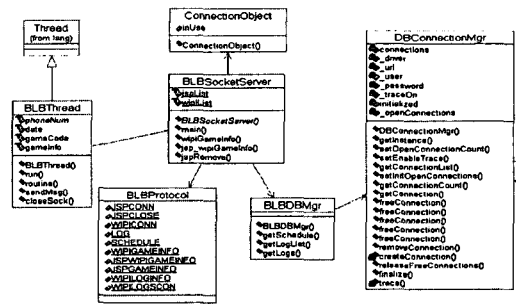 ConnectionObject
inUse
ConnectionObject()
Thread
(from lang)
BLBSocketServer
jspList
wipiList
BLBSocketServer()
main()
wipiGameInfo()
jsp_wipiGameInfo()
jspRemove()
BLBThread
phoneNum
date
gameCode
gameInfo
BLBThread()
run()
routine()
sendMsg()
closeSock()
BLBProtocol
JSPCONN
JSPCLOSE
WIPICONN
LOG
SCHEDULE
WIPIGAMEINFO
JSPWIPIGAMEINFO
JSPGAMEINFO
WIPILOGINFO
WIPILOGSCON
BLBDBMgr
BLBDBMgr()
getSchedule()
getLogList()
getLogs()
DBConnectionMgr
connections
_driver
_url
_user
_password
_traceOn
initialized
_openConnections
DBConnectionMgr()
getInstance()
setOpenConnectionCount()
setEnableTrace()
getConnectionList()
setInitOpenConnections()
getConnectionCount()
getConnection()
freeConnection()
freeConnection()
freeConnection()
freeConnection()
freeConnection()
removeConnection()
createConnection()
releaseFreeConnections()
finalize()
trace()